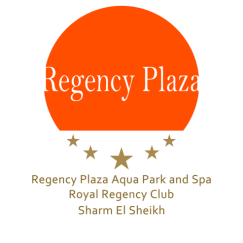 Regency Plaza
Regency Plaza Aqua Park and Spa
Royal Regency Club
Sharm El Sheikh